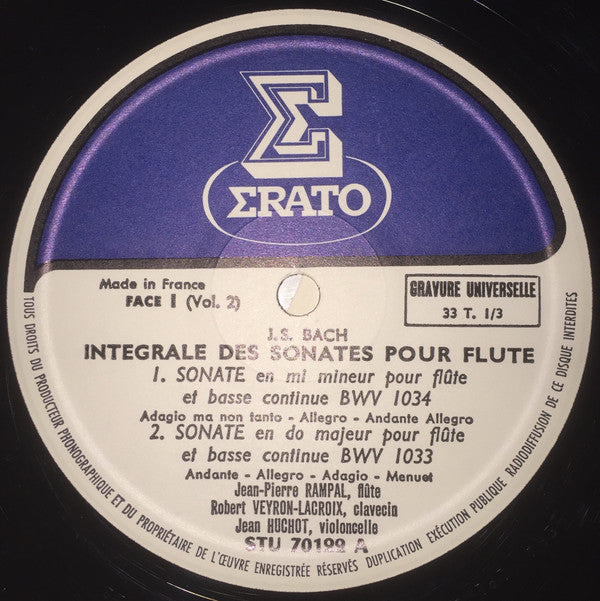 Σ
ΣRATO
Made in France
FACE I (Vol. 2)
GRAVURE UNIVERSELLE
33 T. 1/3
J.S. BACH
INTEGRALE DES SONATES POUR FLUTE
1. SONATE en mi mineur pour flûte
et basse continue BWV 1034
Adagio ma non tanto - Allegro - Andante Allegro
2. SONATE en do majeur pour flûte
et basse continue BWV 1033
Andante - Allegro - Adagio - Menuet
Jean-Pierre RAMPAL, flûte
Robert VEYRON-LACROIX, clavecin
Jean HUCHOT, violoncelle
STU 70199 A
TOUS DROITS DU PRODUCTEUR PHONOGRAPHIQUE ET DU PROPRIÉTAIRE DE L'ŒUVRE ENREGISTRÉE RÉSERVÉS DUPLICATION EXÉCUTION PUBLIQUE RADIODIFFUSION DE CE DISQUE INTERDITES